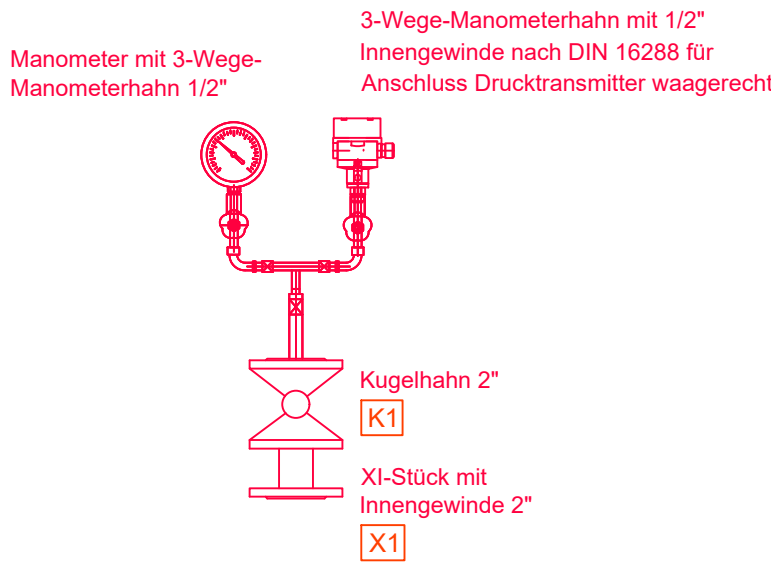 3-Wege-Manometerhahn mit 1/2"
Innengewinde nach DIN 16288 für
Anschluss Drucktransmitter waagerecht
Manometer mit 3-Wege-
Manometerhahn 1/2"
Kugelhahn 2"
K1
XI-Stück mit
Innengewinde 2"
X1